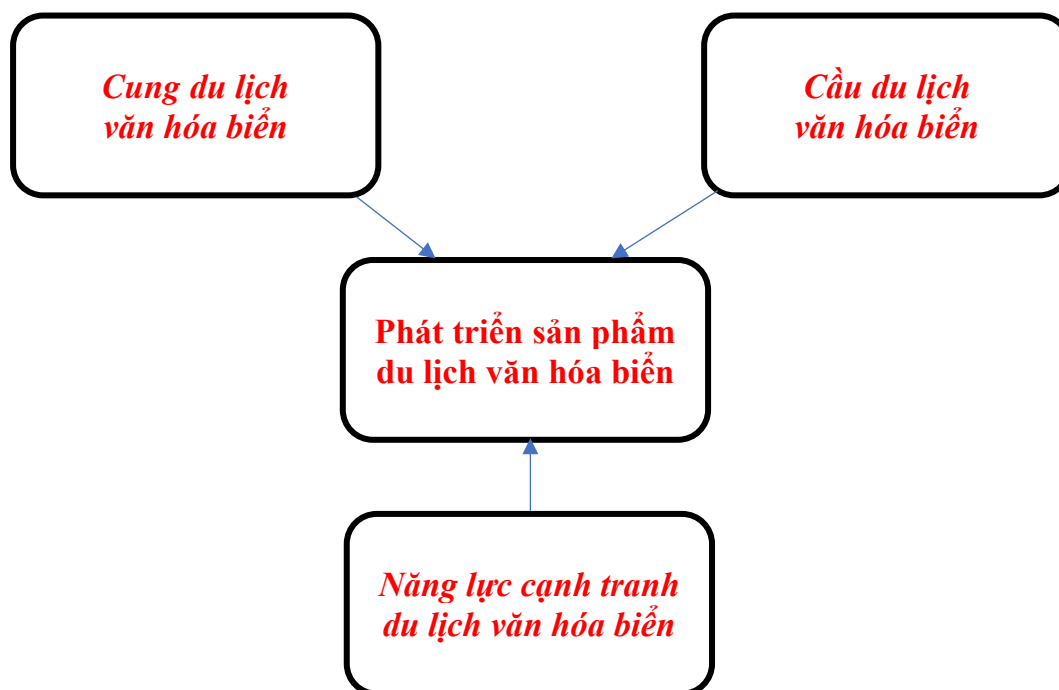 Cung du lịch
văn hóa biển
Cầu du lịch
văn hóa biển
Phát triển sản phẩm
du lịch văn hóa biển
Năng lực cạnh tranh
du lịch văn hóa biển